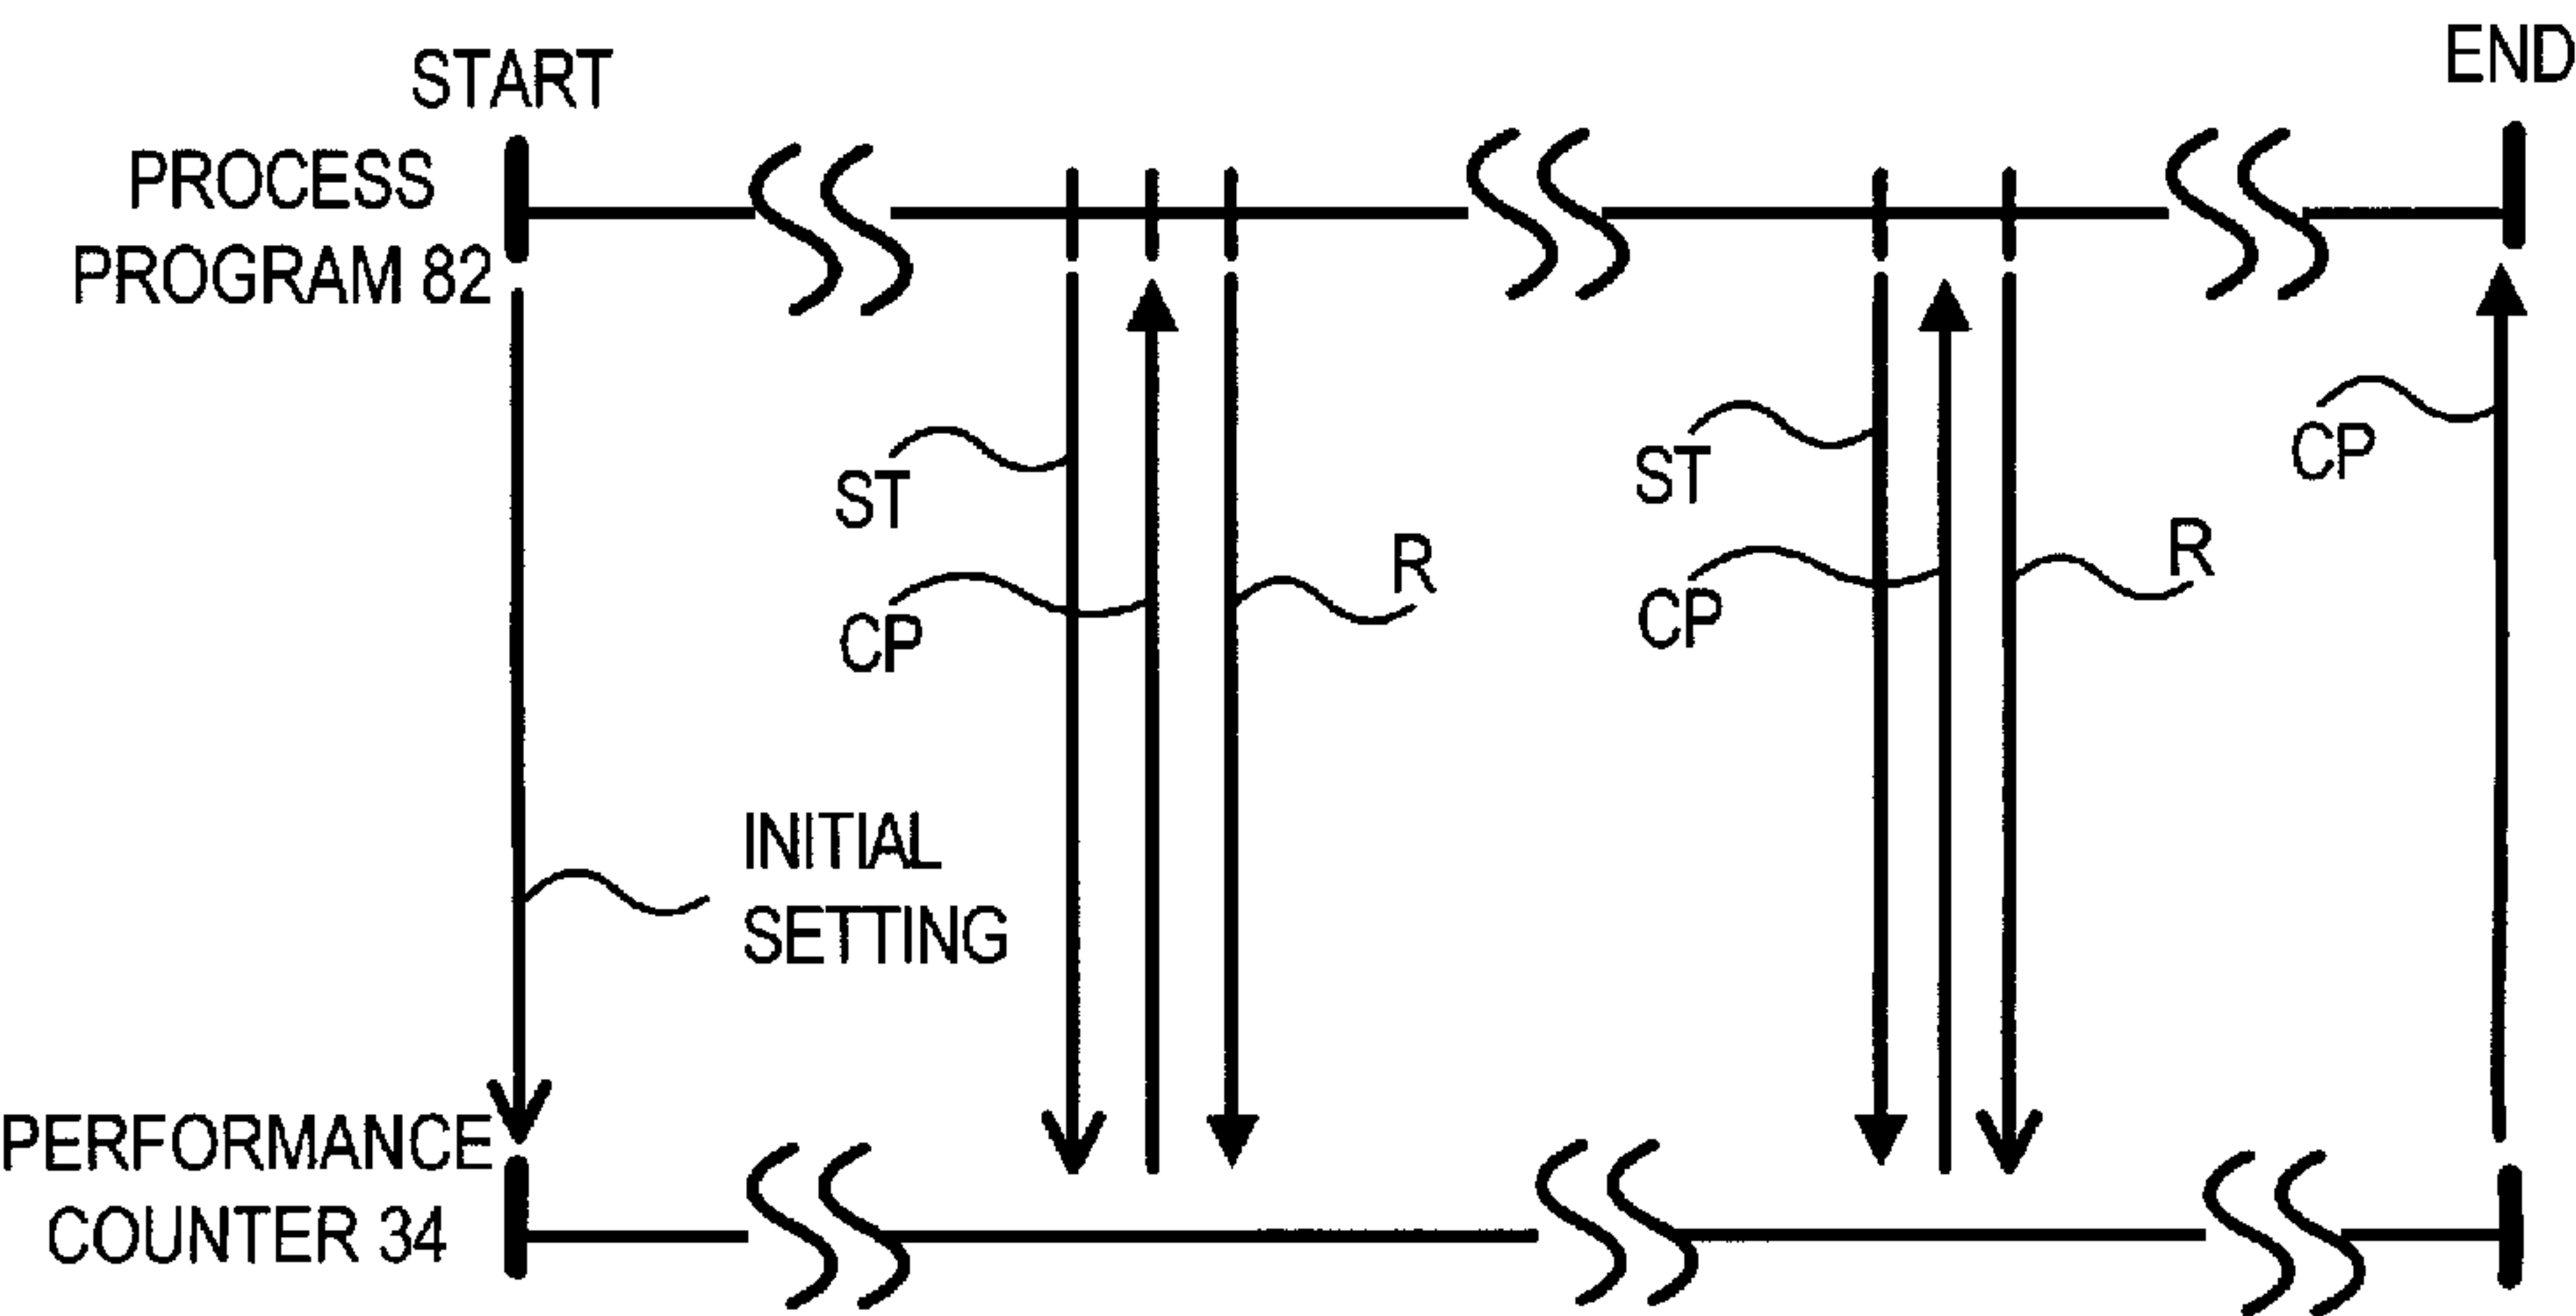 START
END
PROCESS
PROGRAM 82
ST
CP
R
ST
CP
R
CP
INITIAL
SETTING
PERFORMANCE
COUNTER 34